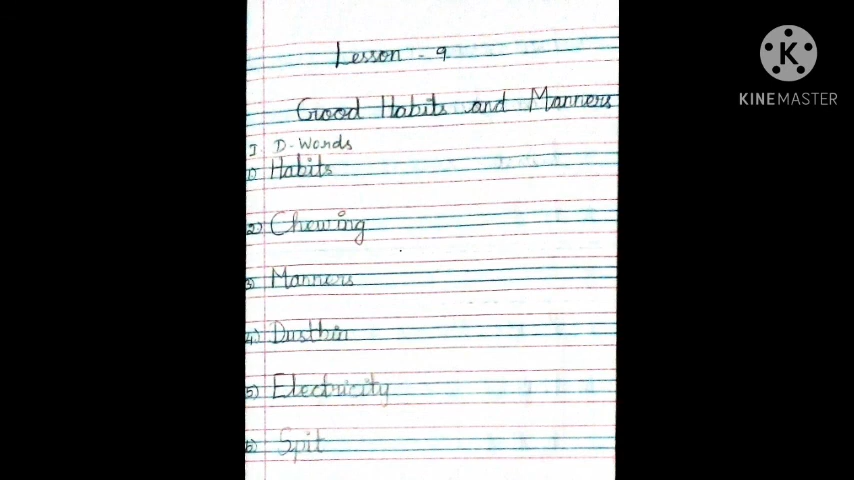 Lesson - 9
Good Habits and Manners
I D-Words
1) Habits
2) Chewing
3) Manners
4) Dustbin
5) Electricity
6) Spit
K
KINEMASTER